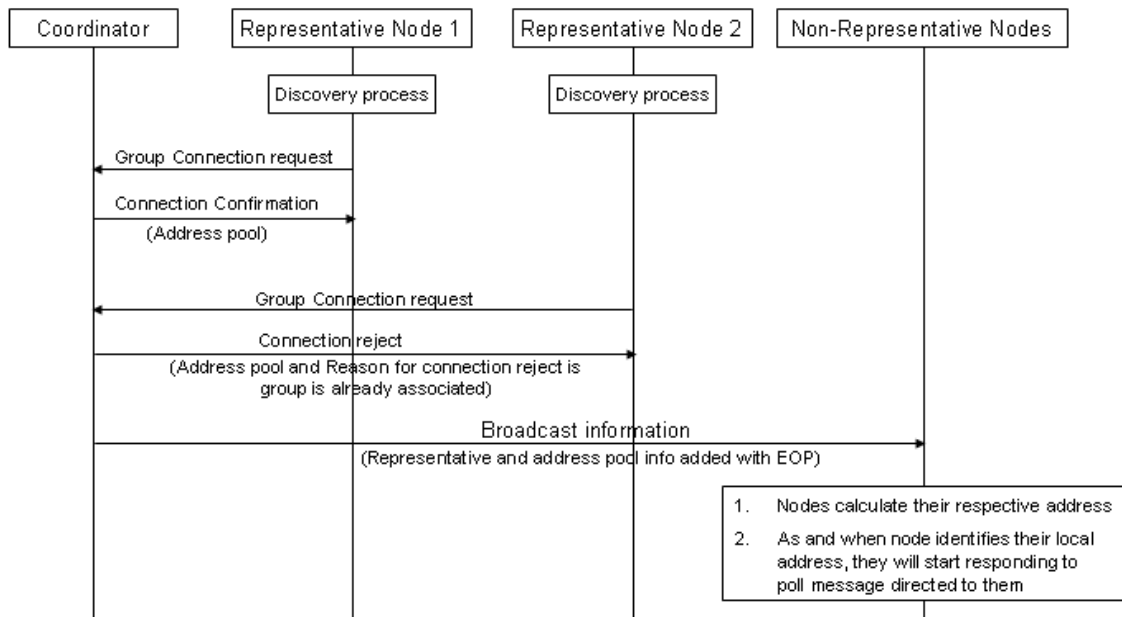 Coordinator
Representative Node 1
Representative Node 2
Non-Representative Nodes
Discovery process
Discovery process
Group Connection request
Connection Confirmation
(Address pool)
Group Connection request
Connection reject
(Address pool and Reason for connection reject is
group is already associated)
Broadcast information
(Representative and address pool info added with EOP)
1. Nodes calculate their respective address
2. As and when node identifies their local
address, they will start responding to
poll message directed to them